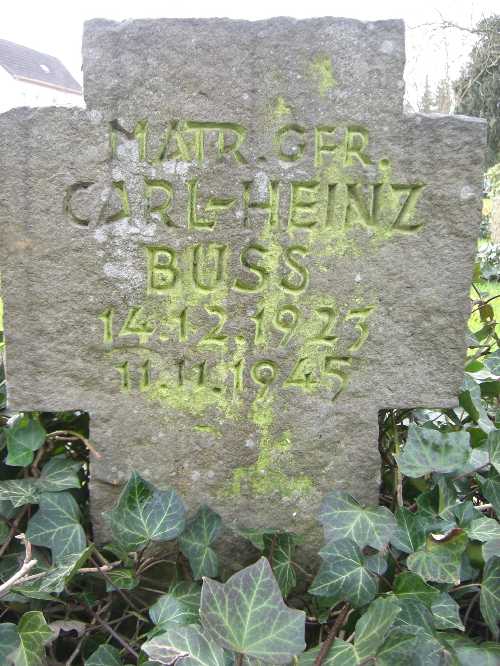 MATR. GFR.
CARL-HEINZ
BUSS
14.12.1923
11.11.1945